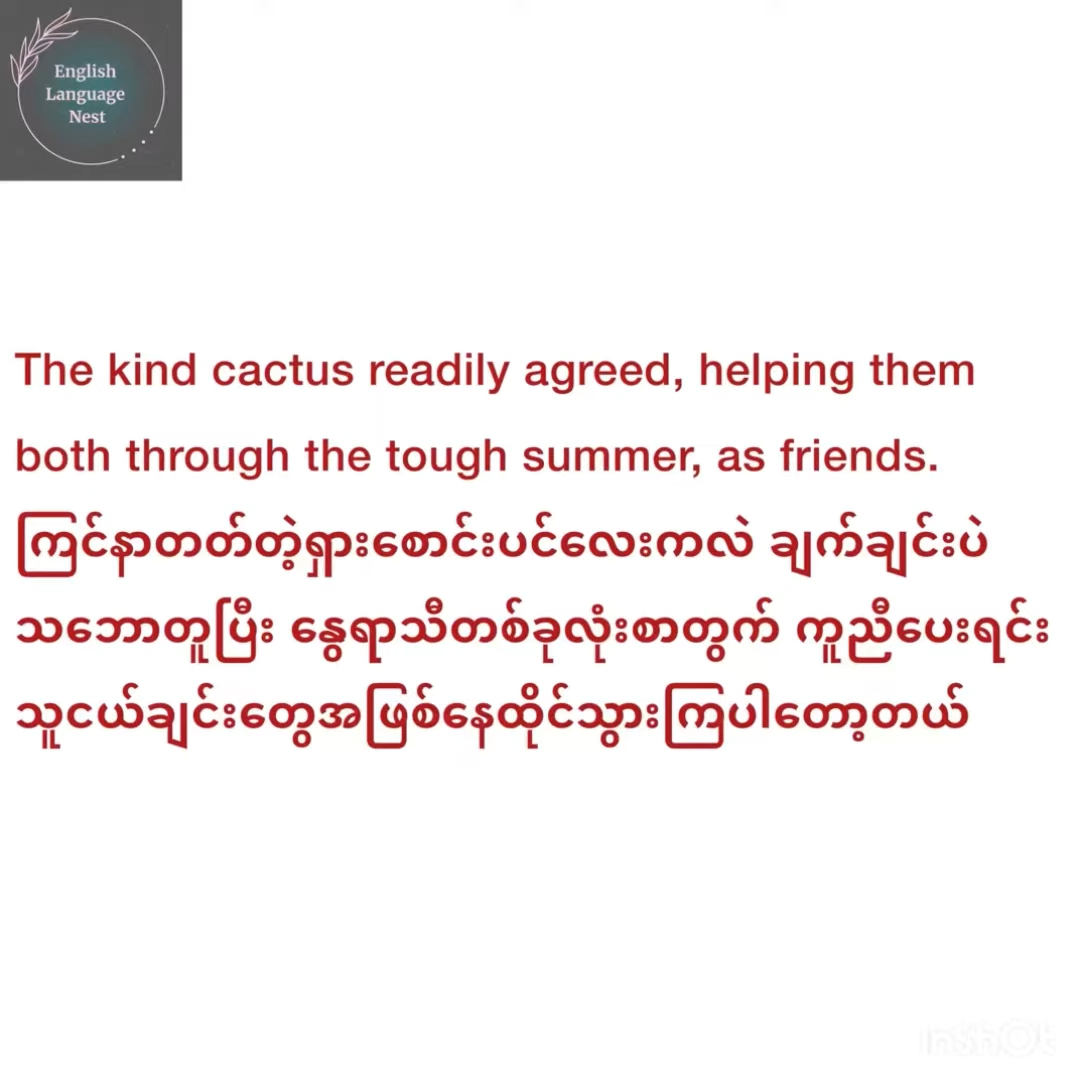 English
Language
Nest
The kind cactus readily agreed, helping them
both through the tough summer, as friends.
ကြင်နာတတ်တဲ့ရှားစောင်းပင်လေးကလဲ ချက်ချင်းပဲ
သဘောတူပြီး နွေရာသီတစ်ခုလုံးစာတွက် ကူညီပေးရင်း
သူငယ်ချင်းတွေအဖြစ်နေထိုင်သွားကြပါတော့တယ်
InShOt